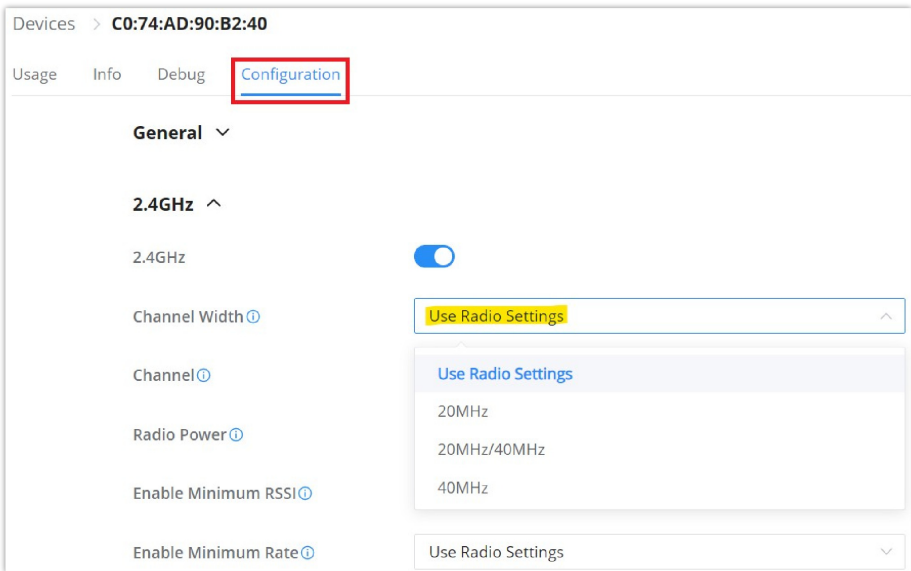 Devices > C0:74:AD:90:B2:40
Usage Info Debug Configuration
General
2.4GHz
2.4GHz
Channel Width Use Radio Settings
Channel Use Radio Settings
20MHz
Radio Power 20MHz/40MHz
Enable Minimum RSSI 40MHz
Enable Minimum Rate Use Radio Settings